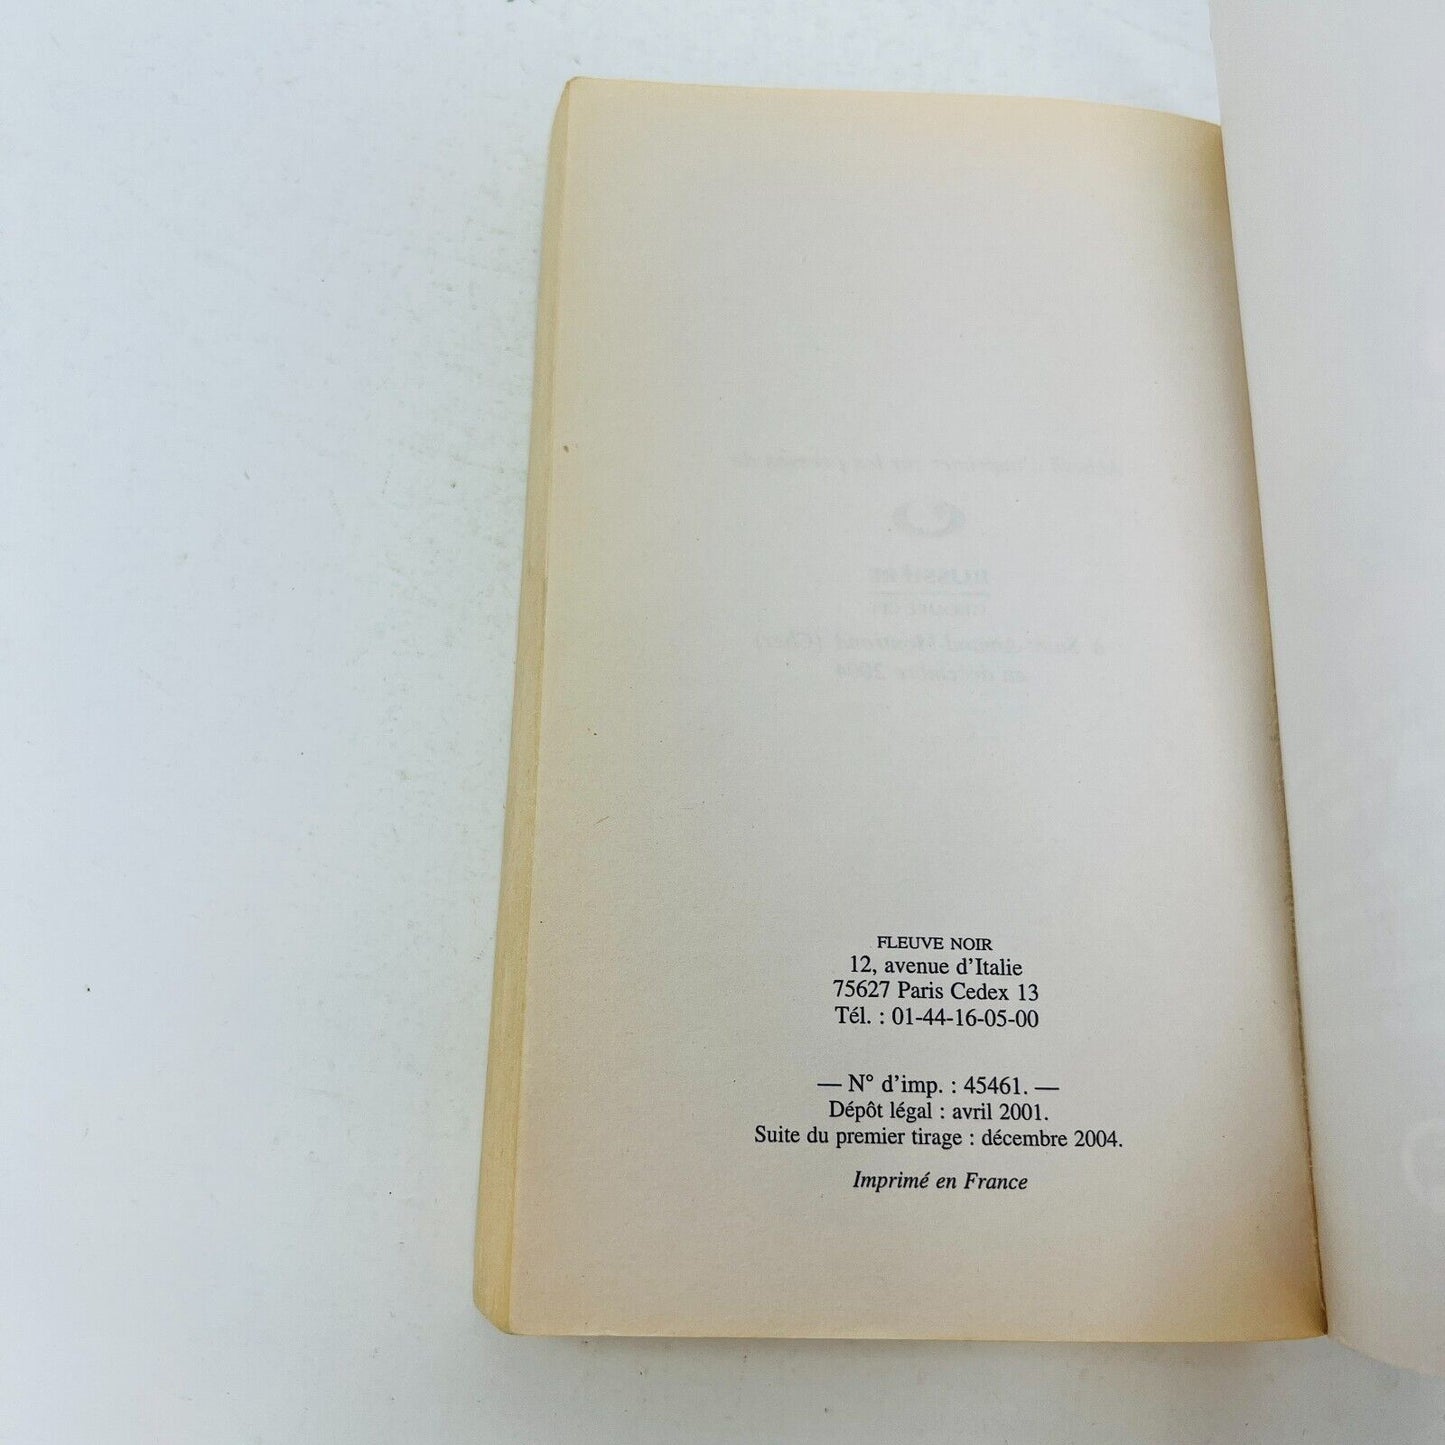 FLEUVE NOIR
12, avenue d'Italie
75627 Paris Cedex 13
Tél. : 01-44-16-05-00
— N° d'imp. : 45461. —
Dépôt légal : avril 2001.
Suite du premier tirage : décembre 2004.
Imprimé en France